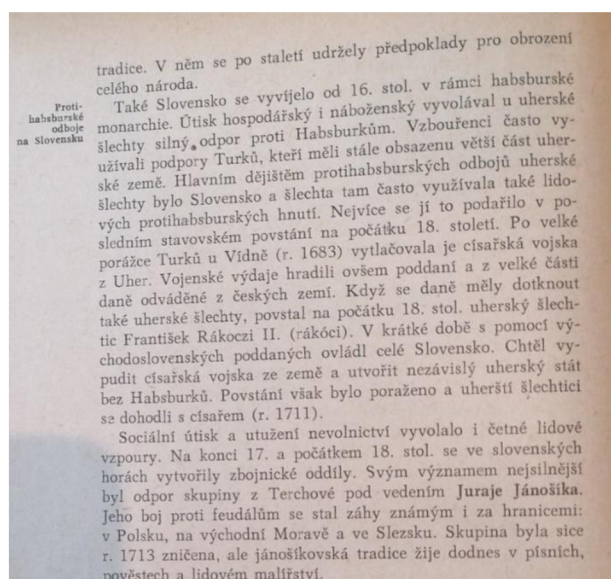 tradice. V něm se po staletí udržely předpoklady pro obrození
celého národa.
Proti-
habsburské
odboje
na Slovensku
Také Slovensko se vyvíjelo od 16. stol. v rámci habsburské
monarchie. Útisk hospodářský i náboženský vyvolával u uherské
šlechty silný odpor proti Habsburkům. Vzbouřenci často vy-
užívali podpory Turků, kteří měli stále obsazenu větší část uher-
ské země. Hlavním dějištěm protihabsburských odbojů uherské
šlechty bylo Slovensko a šlechta tam často využívala také lido-
vých protihabsburských hnutí. Nejvíce se jí to podařilo v po-
sledním stavovském povstání na počátku 18. století. Po velké
porážce Turků u Vídně (r. 1683) vytlačovala je císařská vojska
z Uher. Vojenské výdaje hradili ovšem poddaní a z velké části
daně odváděné z českých zemí. Když se daně měly dotknout
také uherské šlechty, povstal na počátku 18. stol. uherský šlech-
tic František Rákoczi II. (rákóci). V krátké době s pomocí vý-
chodoslovenských poddaných ovládl celé Slovensko. Chtěl vy-
pudit císařská vojska ze země a utvořit nezávislý uherský stát
bez Habsburků. Povstání však bylo poraženo a uherští šlechtici
se dohodli s císařem (r. 1711).
Sociální útisk a utužení nevolnictví vyvolalo i četné lidové
vzpoury. Na konci 17. a počátkem 18. stol. se ve slovenských
horách vytvořily zbojnické oddíly. Svým významem nejsilnější
byl odpor skupiny z Terchové pod vedením Juraje Jánošíka.
Jeho boj proti feudálům se stal záhy známým i za hranicemi:
v Polsku, na východní Moravě a ve Slezsku. Skupina byla sice
r. 1713 zničena, ale jánošíkovská tradice žije dodnes v písních,
pověstech a lidovém malířství.